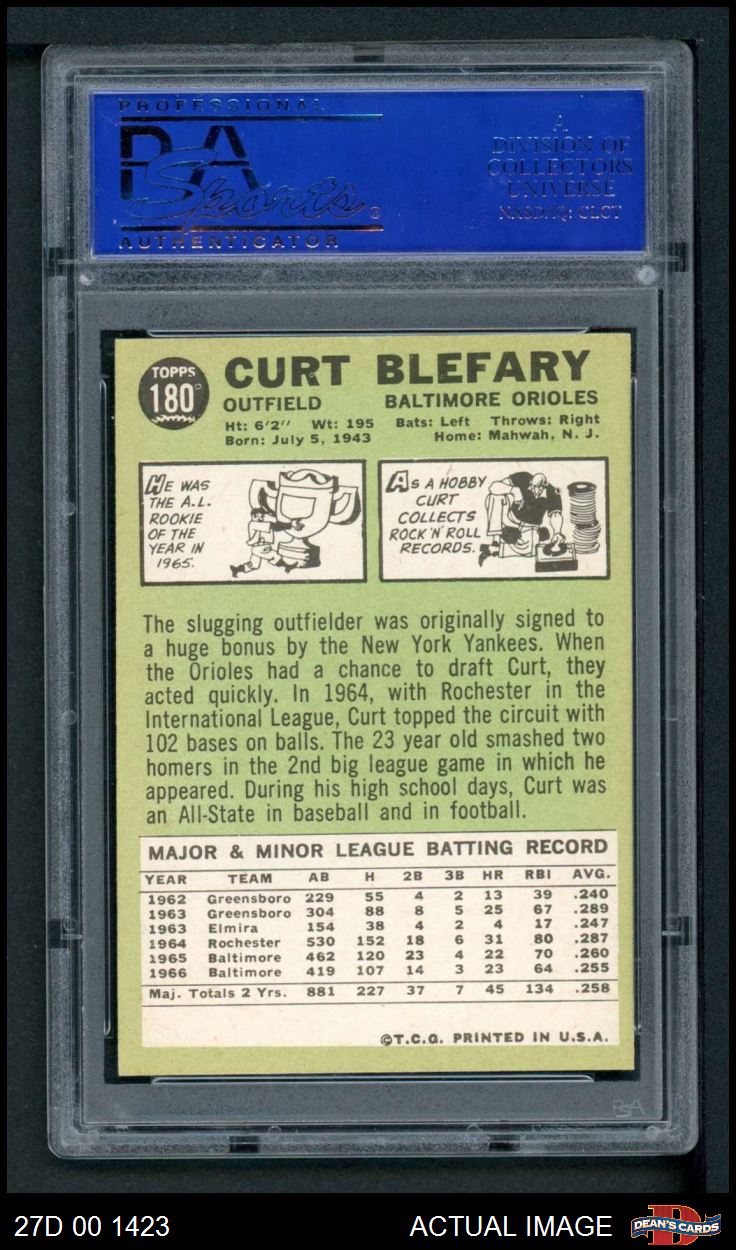 PROFESSIONAL
PSA
Sports ®
AUTHENTICATOR
A
DIVISION OF
COLLECTORS
UNIVERSE
NASDAQ: CLCT
TOPPS
180
CURT BLEFARY
OUTFIELD BALTIMORE ORIOLES
Ht: 6'2" Wt: 195 Bats: Left Throws: Right
Born: July 5, 1943 Home: Mahwah, N. J.
HE WAS
THE A.L.
ROOKIE
OF THE
YEAR IN
1965.
AS A HOBBY
CURT
COLLECTS
ROCK 'N' ROLL
RECORDS.
The slugging outfielder was originally signed to
a huge bonus by the New York Yankees. When
the Orioles had a chance to draft Curt, they
acted quickly. In 1964, with Rochester in the
International League, Curt topped the circuit with
102 bases on balls. The 23 year old smashed two
homers in the 2nd big league game in which he
appeared. During his high school days, Curt was
an All-State in baseball and in football.
MAJOR & MINOR LEAGUE BATTING RECORD
YEAR TEAM AB H 2B 3B HR RBI AVG.
1962 Greensboro 229 55 4 2 13 39 .240
1963 Greensboro 304 88 8 5 25 67 .289
1963 Elmira 154 38 4 2 4 17 .247
1964 Rochester 530 152 18 6 31 80 .287
1965 Baltimore 462 120 23 4 22 70 .260
1966 Baltimore 419 107 14 3 23 64 .255
Maj. Totals 2 Yrs. 881 227 37 7 45 134 .258
©T.C.G. PRINTED IN U.S.A.
PSA
27D 00 1423 ACTUAL IMAGE DEAN'S CARDS